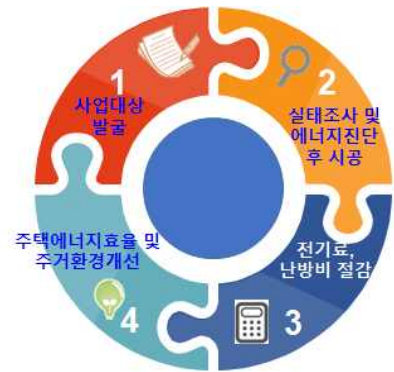 1
사업대상
발굴
2
실태조사 및
에너지진단
후 시공
전기료,
난방비 절감
3
주택에너지효율 및
주거환경개선
4